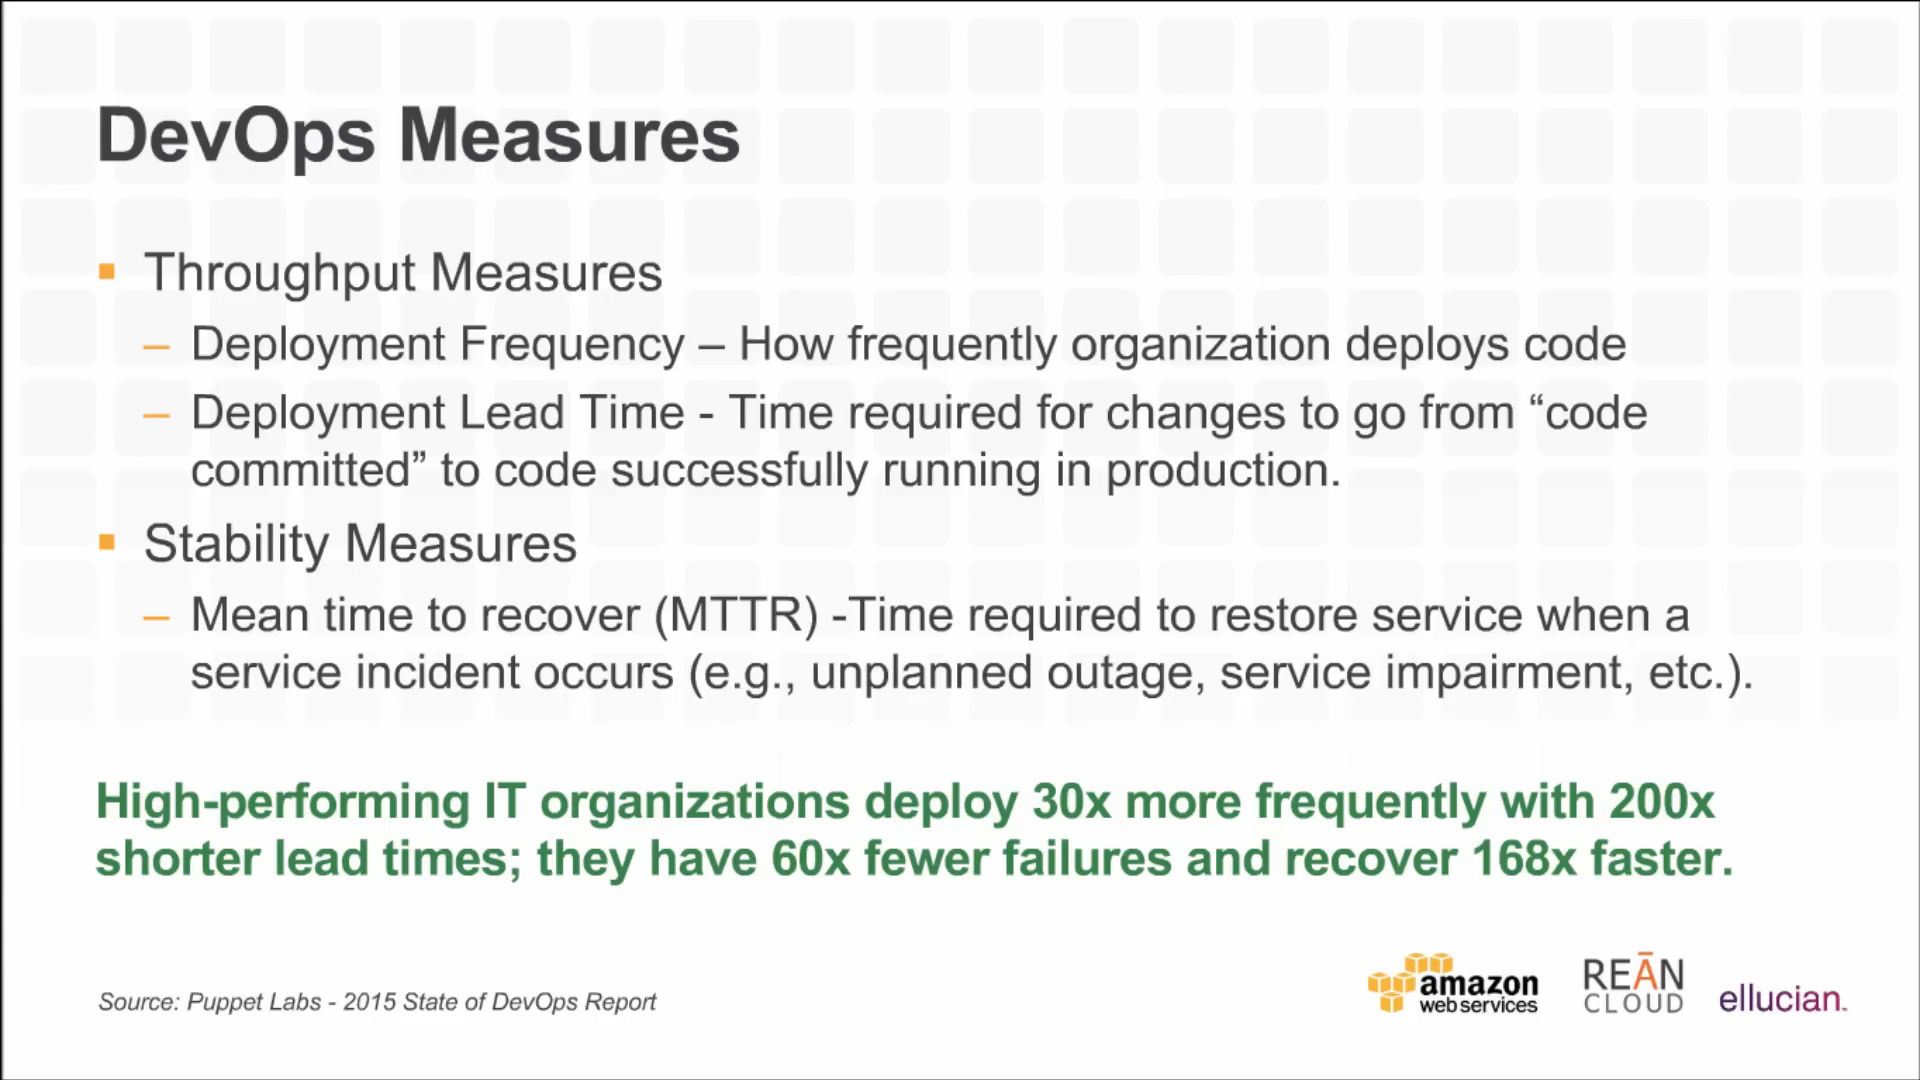 DevOps Measures
▪ Throughput Measures
– Deployment Frequency – How frequently organization deploys code
– Deployment Lead Time - Time required for changes to go from “code
committed” to code successfully running in production.
▪ Stability Measures
– Mean time to recover (MTTR) -Time required to restore service when a
service incident occurs (e.g., unplanned outage, service impairment, etc.).
High-performing IT organizations deploy 30x more frequently with 200x
shorter lead times; they have 60x fewer failures and recover 168x faster.
Source: Puppet Labs - 2015 State of DevOps Report
amazon
web services
REĀN
CLOUD
ellucian.